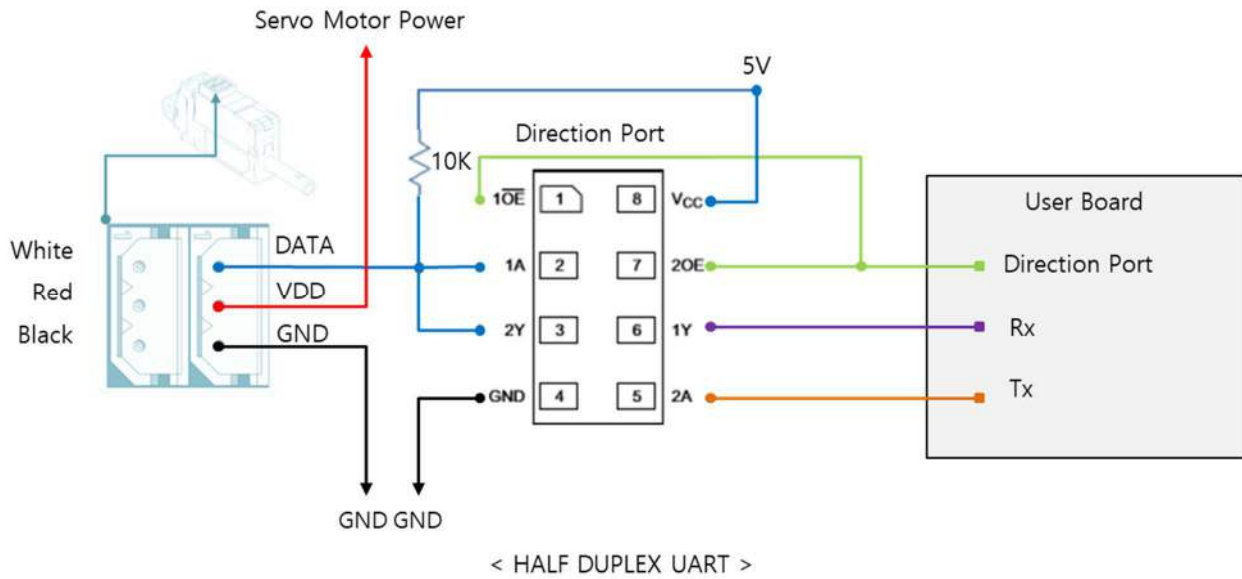 Servo Motor Power
5V
Direction Port
10K
1O̅E̅ 1 8 VCC
User Board
White DATA
1A 2 7 2OE Direction Port
Red VDD
Black GND
2Y 3 6 1Y Rx
GND 4 5 2A Tx
GND GND
< HALF DUPLEX UART >